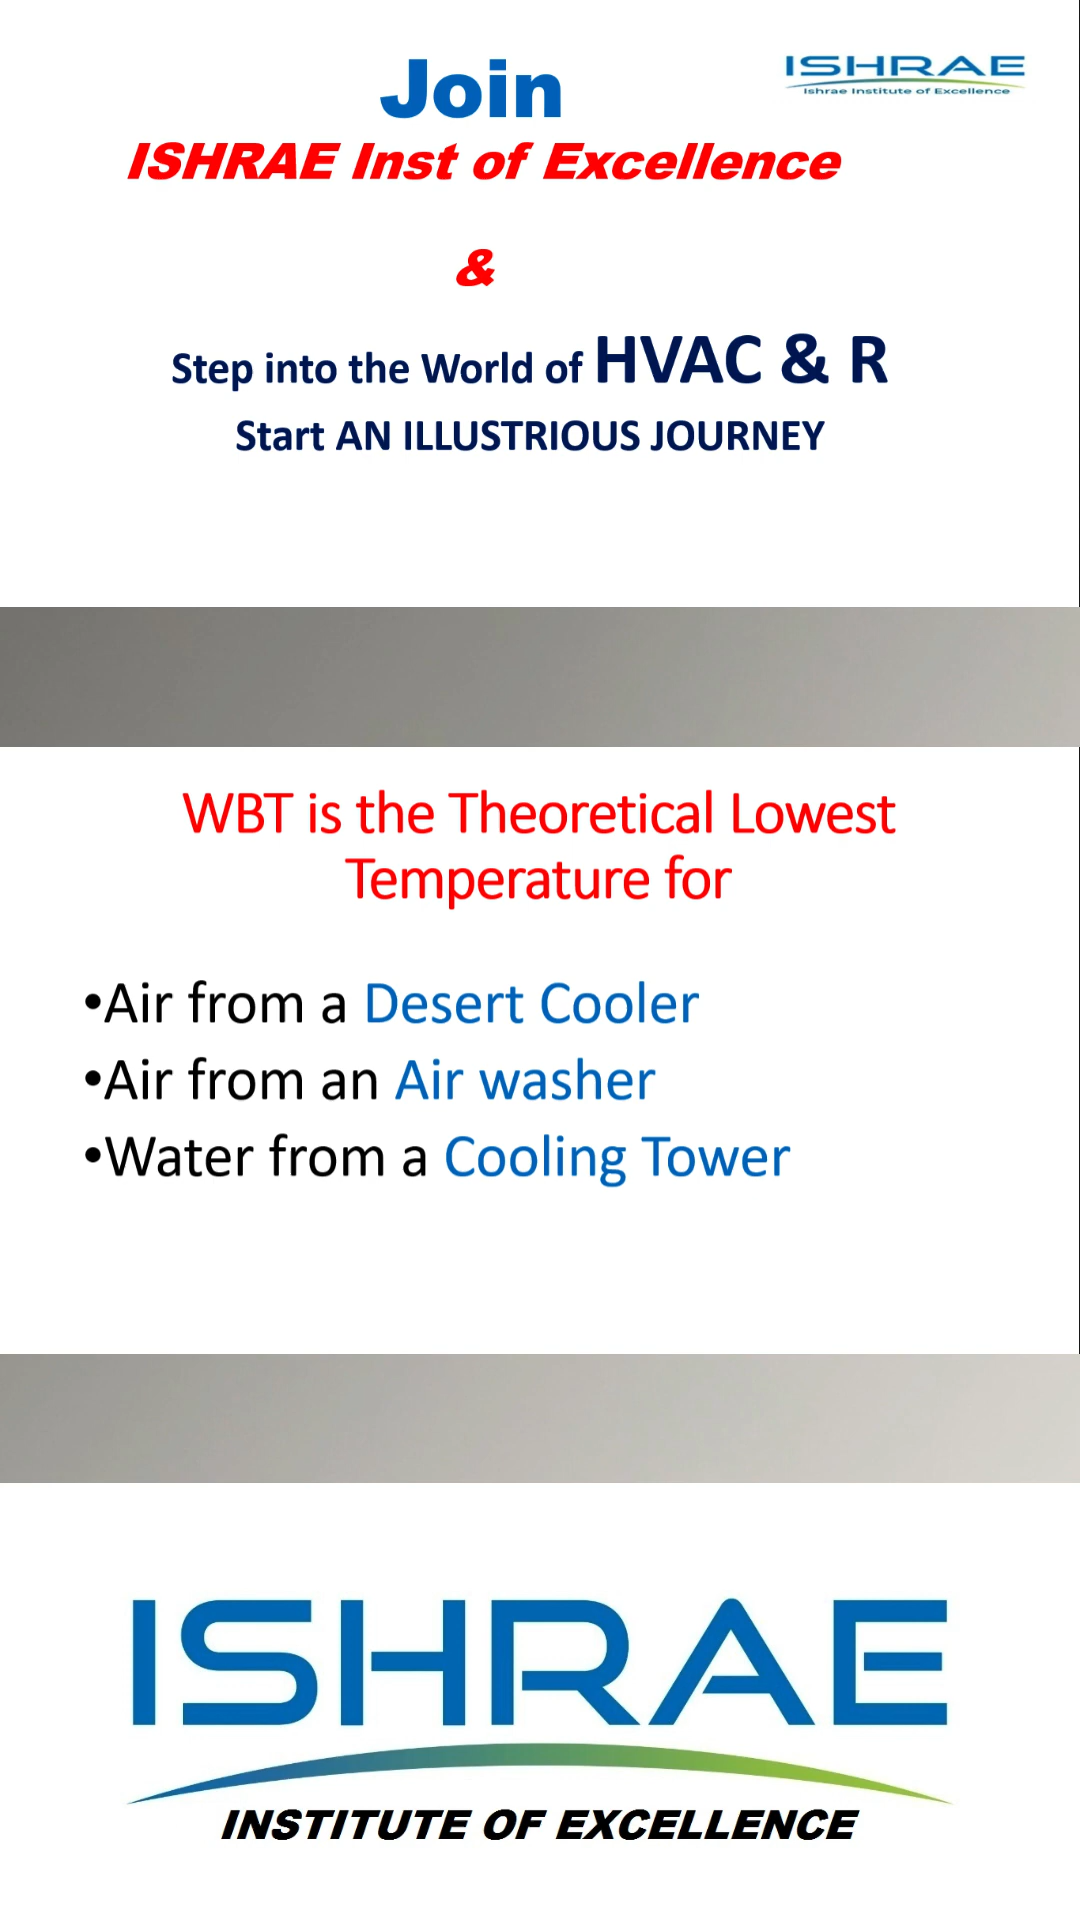 Join
ISHRAE
Ishrae Institute of Excellence
ISHRAE Inst of Excellence
&
Step into the World of HVAC & R
Start AN ILLUSTRIOUS JOURNEY
WBT is the Theoretical Lowest
Temperature for
•Air from a Desert Cooler
•Air from an Air washer
•Water from a Cooling Tower
ISHRAE
INSTITUTE OF EXCELLENCE